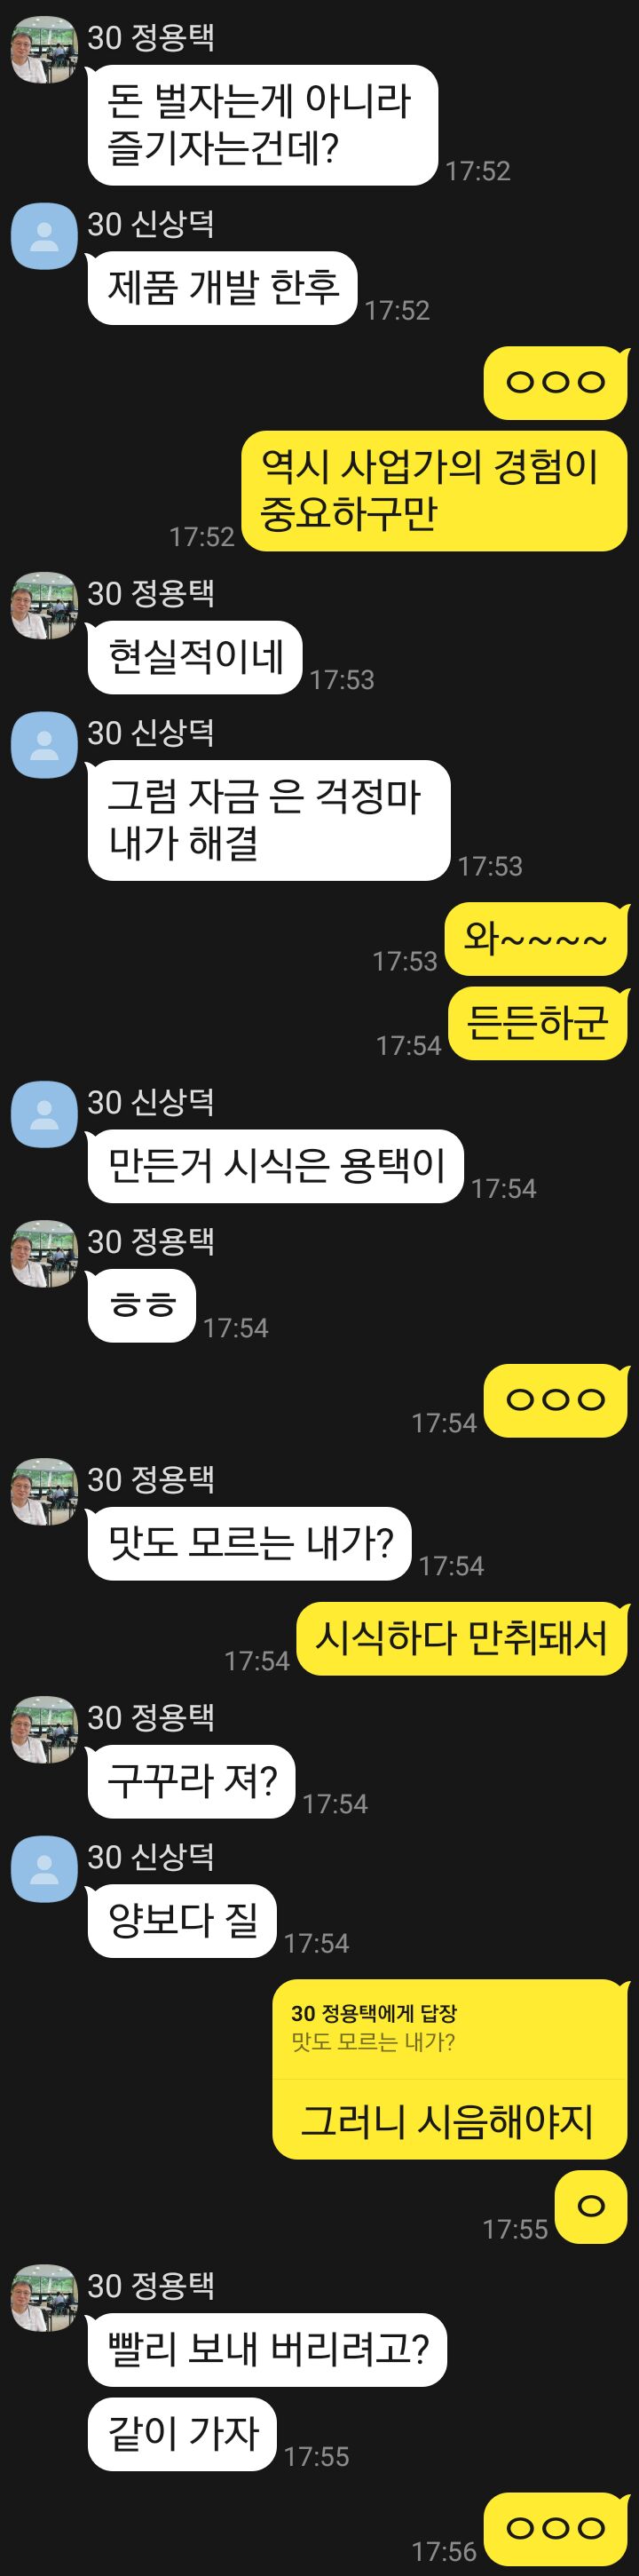 30 정용택
돈 벌자는게 아니라
즐기자는건데?
17:52
30 신상덕
제품 개발 한후
17:52
ㅇㅇㅇ
역시 사업가의 경험이
중요하구만
17:52
30 정용택
현실적이네
17:53
30 신상덕
그럼 자금 은 걱정마
내가 해결
17:53
와~~~~
17:53
든든하군
17:54
30 신상덕
만든거 시식은 용택이
17:54
30 정용택
ㅎㅎ
17:54
ㅇㅇㅇ
17:54
30 정용택
맛도 모르는 내가?
17:54
시식하다 만취돼서
17:54
30 정용택
구꾸라 져?
17:54
30 신상덕
양보다 질
17:54
30 정용택에게 답장
맛도 모르는 내가?
그러니 시음해야지
ㅇ
17:55
30 정용택
빨리 보내 버리려고?
같이 가자
17:55
ㅇㅇㅇ
17:56